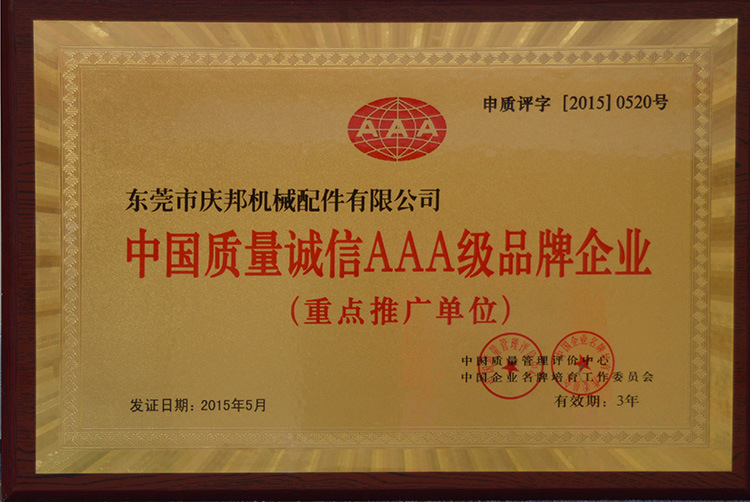 申质评字 [2015] 0520号
AAA
东莞市庆邦机械配件有限公司
中国质量诚信AAA级品牌企业
(重点推广单位)
中国质量管理评价中心
中国企业名牌培育工作委员会
发证日期：2015年5月
有效期：3年